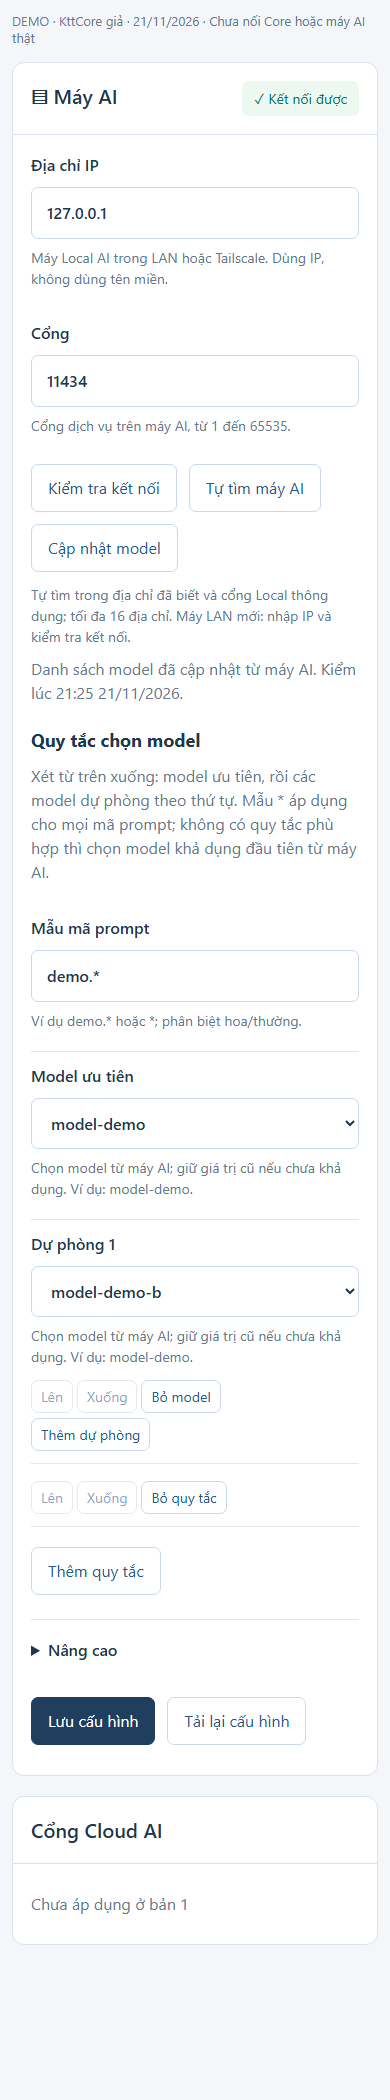 DEMO · KttCore giả · 21/11/2026 · Chưa nối Core hoặc máy AI
thật
▤ Máy AI
✓ Kết nối được
Địa chỉ IP
127.0.0.1
Máy Local AI trong LAN hoặc Tailscale. Dùng IP,
không dùng tên miền.
Cổng
11434
Cổng dịch vụ trên máy AI, từ 1 đến 65535.
Kiểm tra kết nối
Tự tìm máy AI
Cập nhật model
Tự tìm trong địa chỉ đã biết và cổng Local thông
dụng; tối đa 16 địa chỉ. Máy LAN mới: nhập IP và
kiểm tra kết nối.
Danh sách model đã cập nhật từ máy AI. Kiểm
lúc 21:25 21/11/2026.
Quy tắc chọn model
Xét từ trên xuống: model ưu tiên, rồi các
model dự phòng theo thứ tự. Mẫu * áp dụng
cho mọi mã prompt; không có quy tắc phù
hợp thì chọn model khả dụng đầu tiên từ máy
AI.
Mẫu mã prompt
demo.*
Ví dụ demo.* hoặc *; phân biệt hoa/thường.
Model ưu tiên
model-demo
Chọn model từ máy AI; giữ giá trị cũ nếu chưa khả
dụng. Ví dụ: model-demo.
Dự phòng 1
model-demo-b
Chọn model từ máy AI; giữ giá trị cũ nếu chưa khả
dụng. Ví dụ: model-demo.
Lên
Xuống
Bỏ model
Thêm dự phòng
Lên
Xuống
Bỏ quy tắc
Thêm quy tắc
Nâng cao
Lưu cấu hình
Tải lại cấu hình
Cổng Cloud AI
Chưa áp dụng ở bản 1